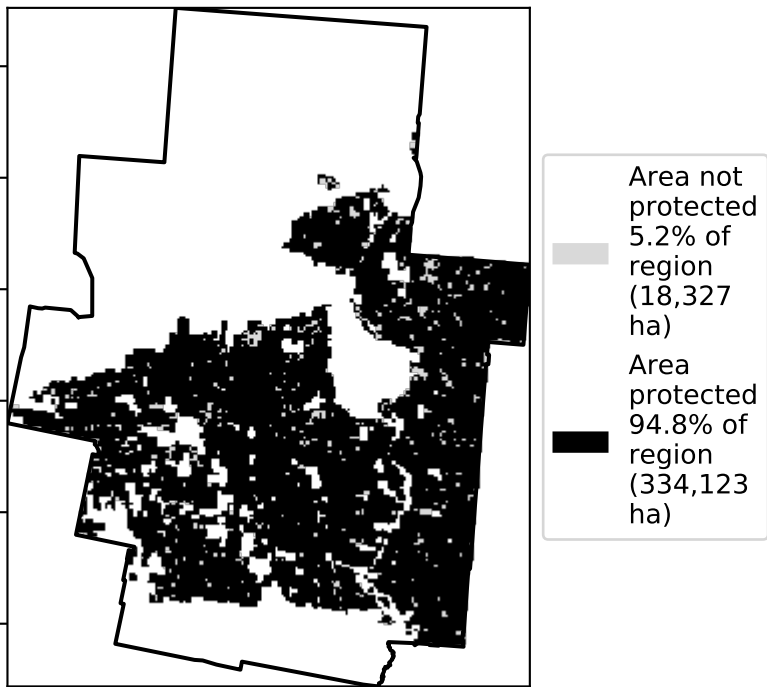 Area not
protected
5.2% of
region
(18,327
ha)
Area
protected
94.8% of
region
(334,123
ha)